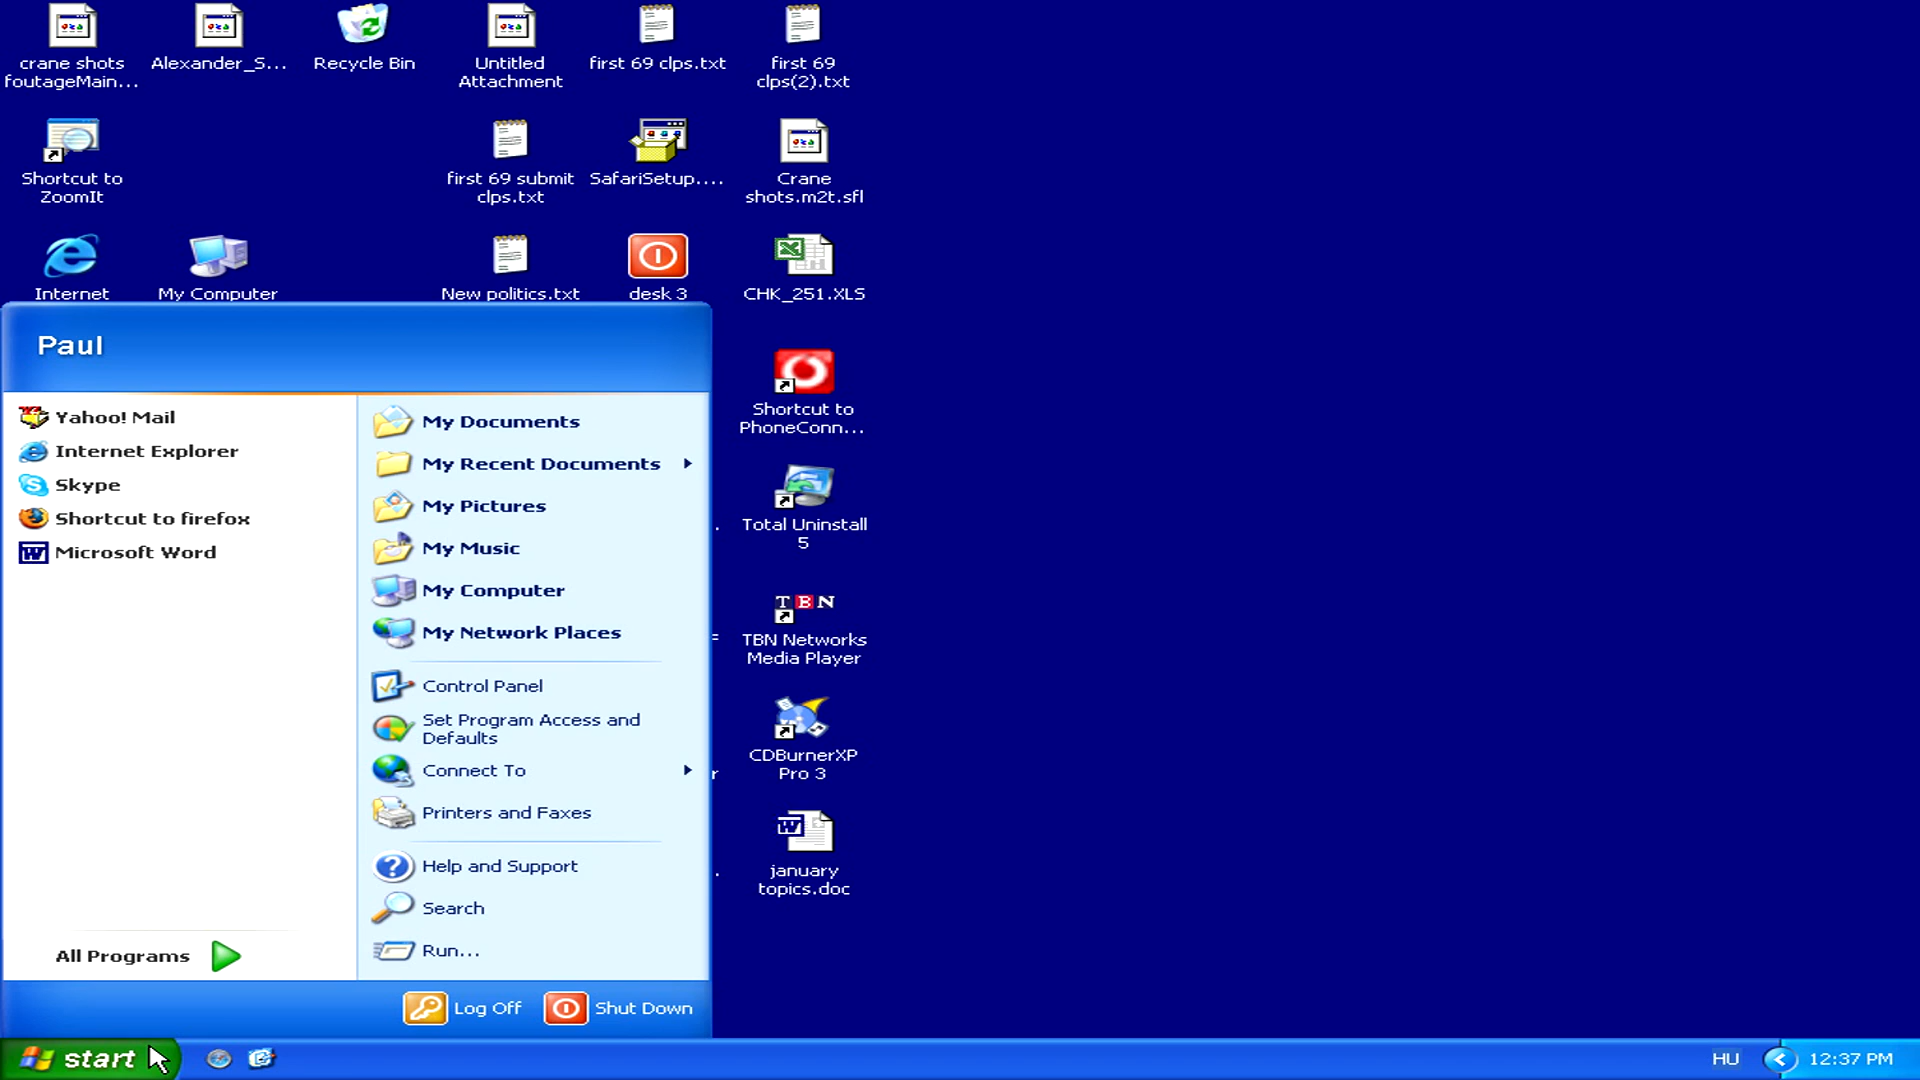 crane shots
footageMain...
Alexander_S...
Recycle Bin
Untitled
Attachment
first 69 clps.txt
first 69
clps(2).txt
Shortcut to
ZoomIt
first 69 submit
clps.txt
SafariSetup....
Crane
shots.m2t.sfl
Internet
My Computer
New politics.txt
desk 3
CHK_251.XLS
Shortcut to
PhoneConn...
Total Uninstall
5
TBN
TBN Networks
Media Player
CDBurnerXP
Pro 3
january
topics.doc
Paul
Yahoo! Mail
Internet Explorer
Skype
Shortcut to firefox
Microsoft Word
All Programs
My Documents
My Recent Documents
My Pictures
My Music
My Computer
My Network Places
Control Panel
Set Program Access and
Defaults
Connect To
Printers and Faxes
Help and Support
Search
Run...
Log Off
Shut Down
start
HU
12:37 PM